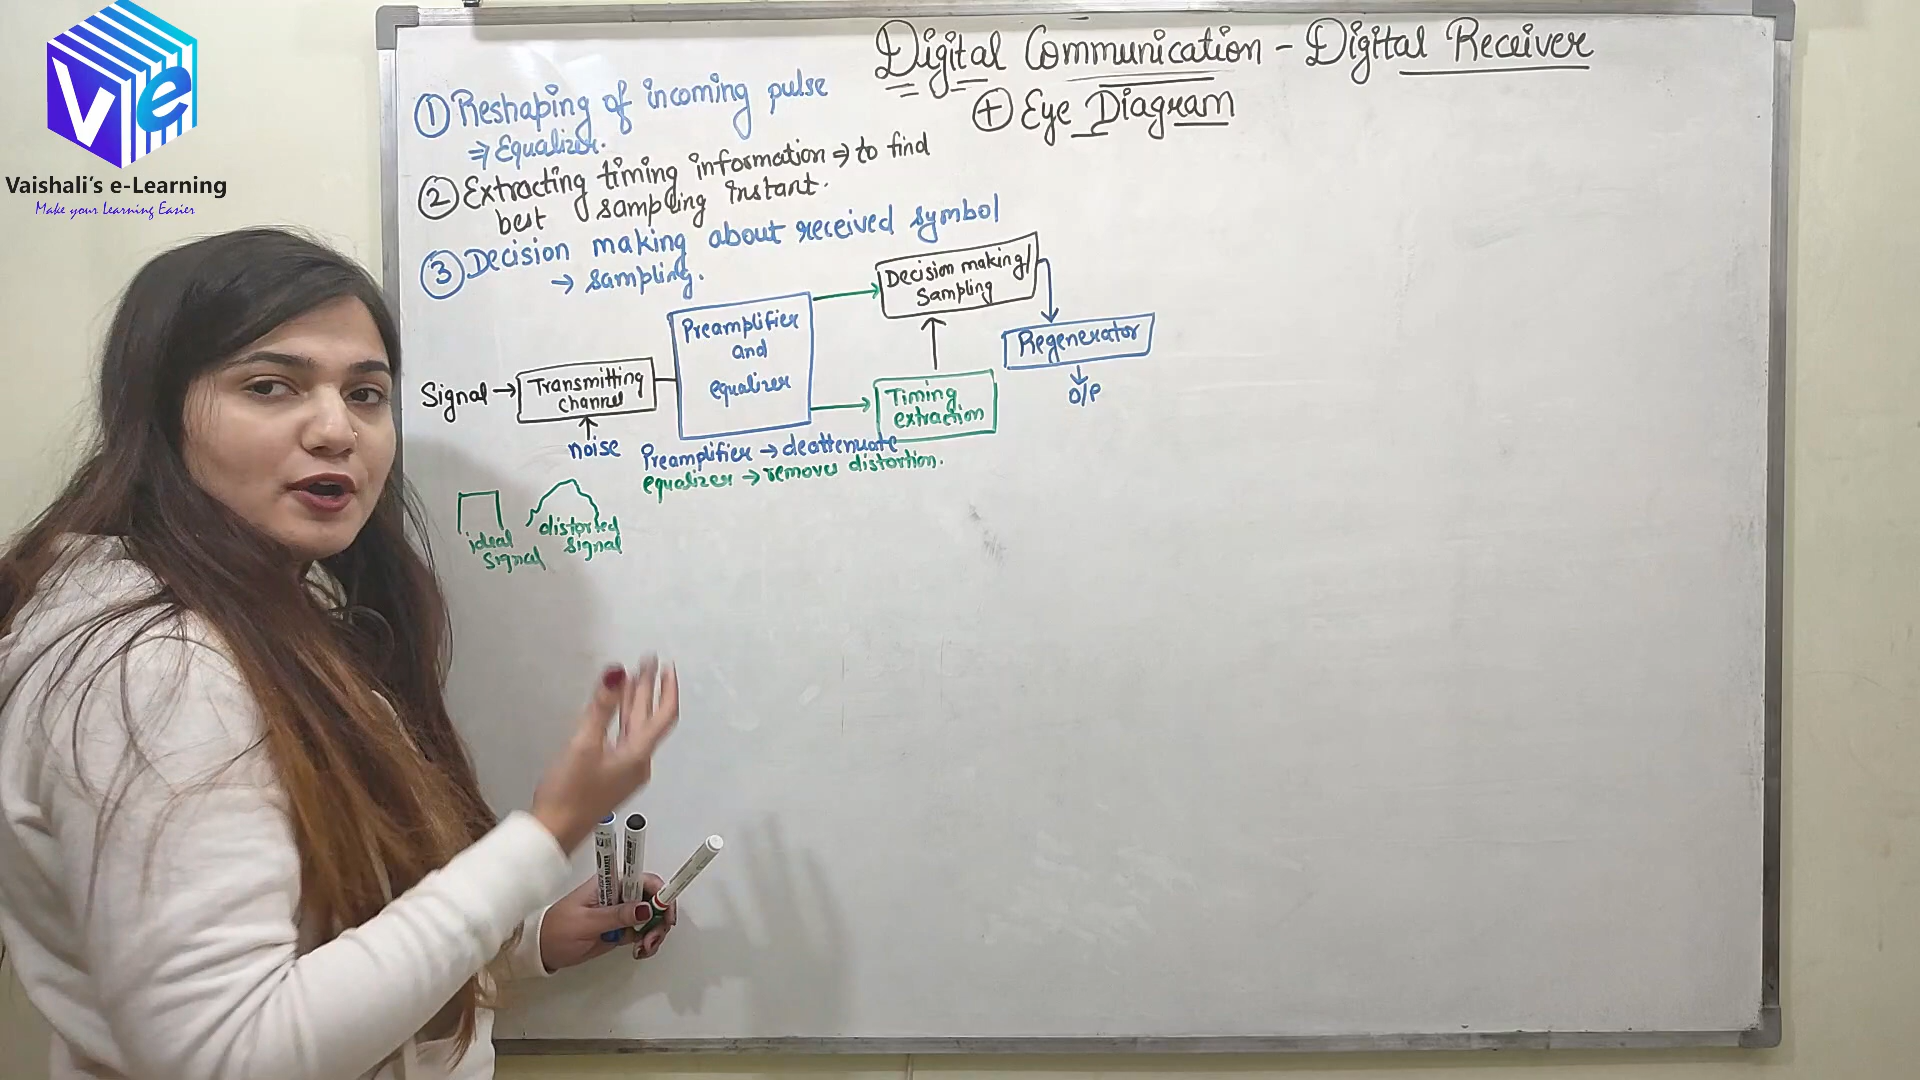 Ve
Vaishali's e-Learning
Make your Learning Easier
Digital Communication - Digital Receiver
+ Eye Diagram
1 Reshaping of incoming pulse
⇒ Equalizer.
2 Extracting timing information → to find
best sampling instant.
3 Decision making about received symbol
→ sampling.
Signal →
Transmitting
channel
noise
Preamplifier
and
equalizer
Decision making/
Sampling
Timing
extraction
Regenerator
O/P
Preamplifier → deattenuate
equalizer → removes distortion.
ideal
signal
distorted
signal